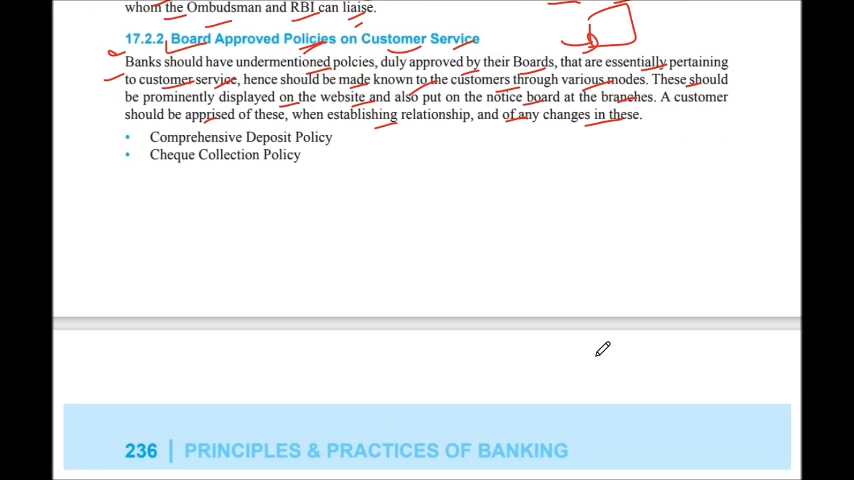 whom the Ombudsman and RBI can liaise.
17.2.2 Board Approved Policies on Customer Service
Banks should have undermentioned polcies, duly approved by their Boards, that are essentially pertaining
to customer service, hence should be made known to the customers through various modes. These should
be prominently displayed on the website and also put on the notice board at the branches. A customer
should be apprised of these, when establishing relationship, and of any changes in these.
• Comprehensive Deposit Policy
• Cheque Collection Policy
236 | PRINCIPLES & PRACTICES OF BANKING